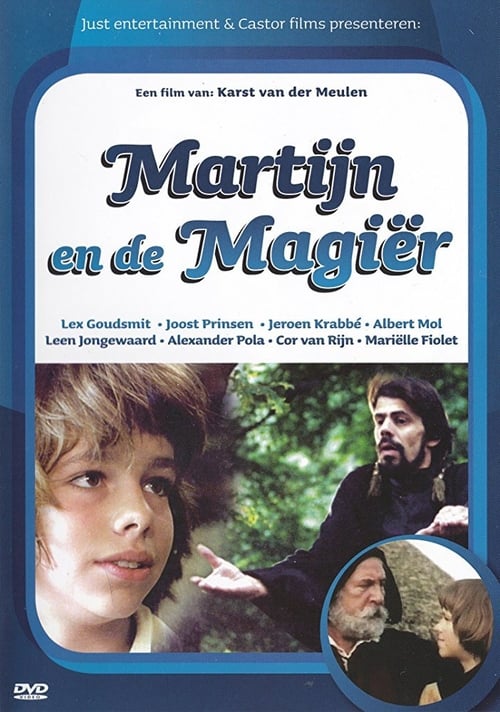 Just entertainment & Castor films presenteren:
Een film van: Karst van der Meulen
Martijn
en de Magiër
Lex Goudsmit • Joost Prinsen • Jeroen Krabbé • Albert Mol
Leen Jongewaard • Alexander Pola • Cor van Rijn • Mariëlle Fiolet
DVD
VIDEO